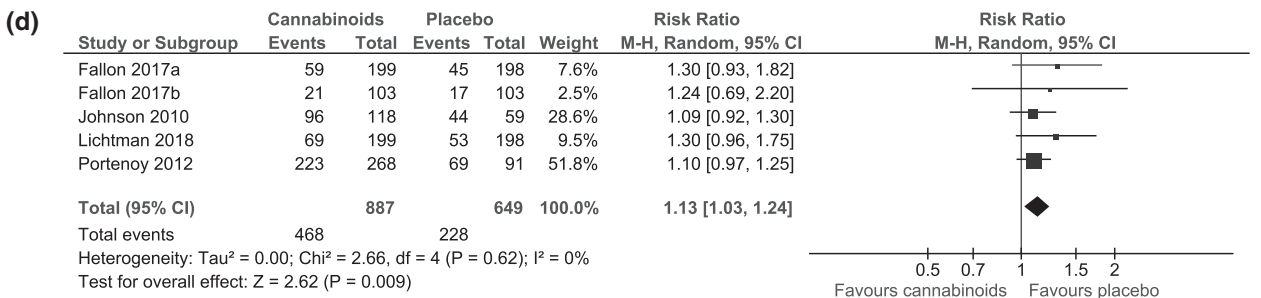 (d)
Cannabinoids Placebo Risk Ratio Risk Ratio
Study or Subgroup Events Total Events Total Weight M-H, Random, 95% CI M-H, Random, 95% CI
Fallon 2017a 59 199 45 198 7.6% 1.30 [0.93, 1.82]
Fallon 2017b 21 103 17 103 2.5% 1.24 [0.69, 2.20]
Johnson 2010 96 118 44 59 28.6% 1.09 [0.92, 1.30]
Lichtman 2018 69 199 53 198 9.5% 1.30 [0.96, 1.75]
Portenoy 2012 223 268 69 91 51.8% 1.10 [0.97, 1.25]
Total (95% CI) 887 649 100.0% 1.13 [1.03, 1.24]
Total events 468 228
Heterogeneity: Tau² = 0.00; Chi² = 2.66, df = 4 (P = 0.62); I² = 0%
Test for overall effect: Z = 2.62 (P = 0.009)
0.5 0.7 1 1.5 2
Favours cannabinoids Favours placebo